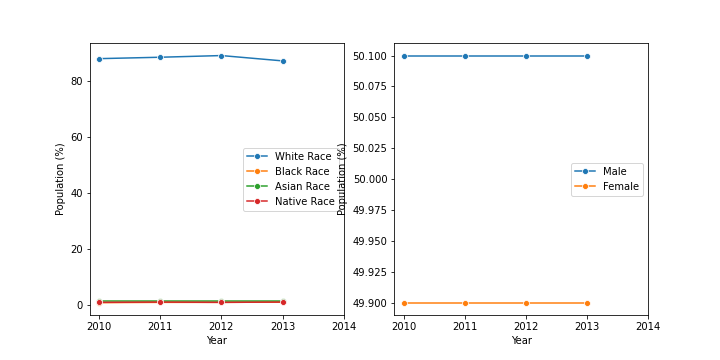 80
60
40
20
0
Population (%)
2010 2011 2012 2013 2014
Year
White Race
Black Race
Asian Race
Native Race
50.100
50.075
50.050
50.025
50.000
49.975
49.950
49.925
49.900
Population (%)
2010 2011 2012 2013 2014
Year
Male
Female